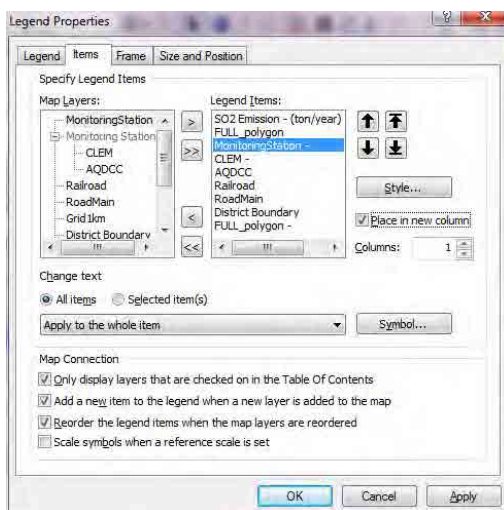 Legend Properties
Legend Items Frame Size and Position
Specify Legend Items
Map Layers:
MonitoringStation
Monitoring Station
CLEM
AQDCC
Railroad
RoadMain
Grid1km
District Boundary
>
>>
<
<<
Legend Items:
SO2 Emission - (ton/year)
FULL_polygon
MonitoringStation -
CLEM -
AQDCC
Railroad
RoadMain
District Boundary
FULL_polygon -
Style...
Place in new column
Columns: 1
Change text
All items Selected item(s)
Apply to the whole item Symbol...
Map Connection
Only display layers that are checked on in the Table Of Contents
Add a new item to the legend when a new layer is added to the map
Reorder the legend items when the map layers are reordered
Scale symbols when a reference scale is set
OK Cancel Apply